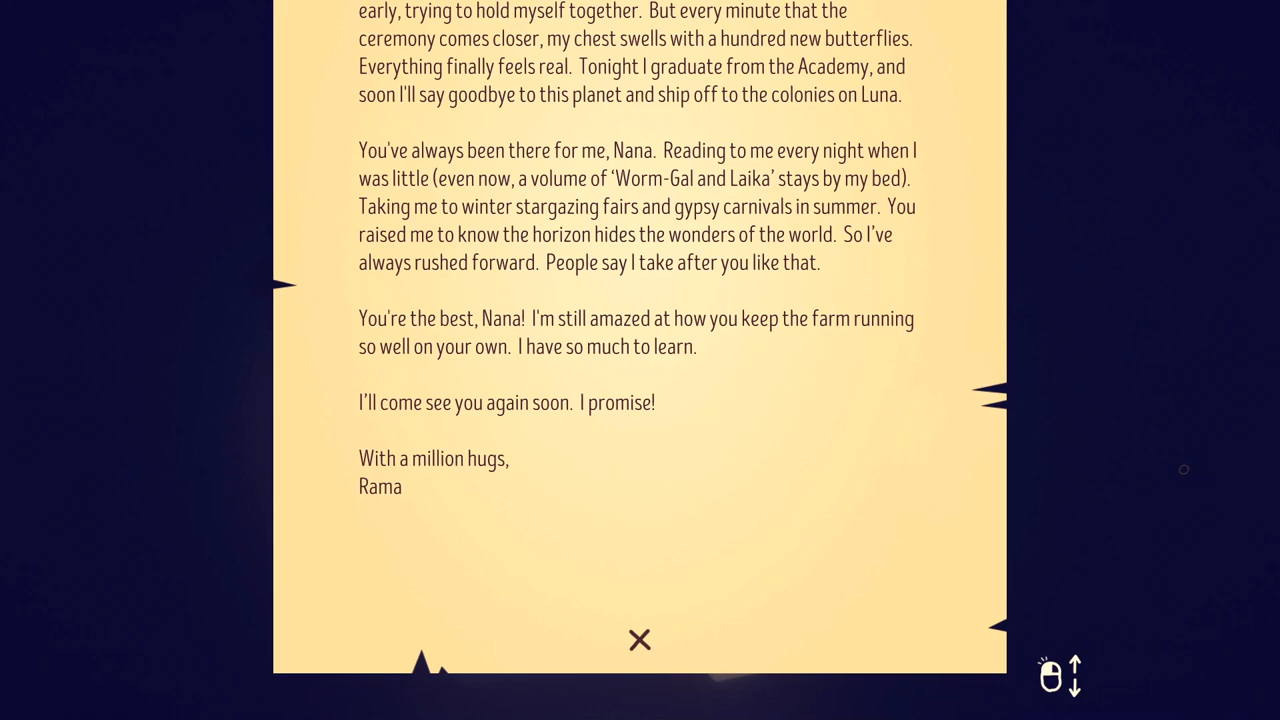 early, trying to hold myself together.  But every minute that the
ceremony comes closer, my chest swells with a hundred new butterflies.
Everything finally feels real.  Tonight I graduate from the Academy, and
soon I'll say goodbye to this planet and ship off to the colonies on Luna.
You've always been there for me, Nana.  Reading to me every night when I
was little (even now, a volume of ‘Worm-Gal and Laika’ stays by my bed).
Taking me to winter stargazing fairs and gypsy carnivals in summer.  You
raised me to know the horizon hides the wonders of the world.  So I’ve
always rushed forward.  People say I take after you like that.
You're the best, Nana!  I'm still amazed at how you keep the farm running
so well on your own.  I have so much to learn.
I’ll come see you again soon.  I promise!
With a million hugs,
Rama